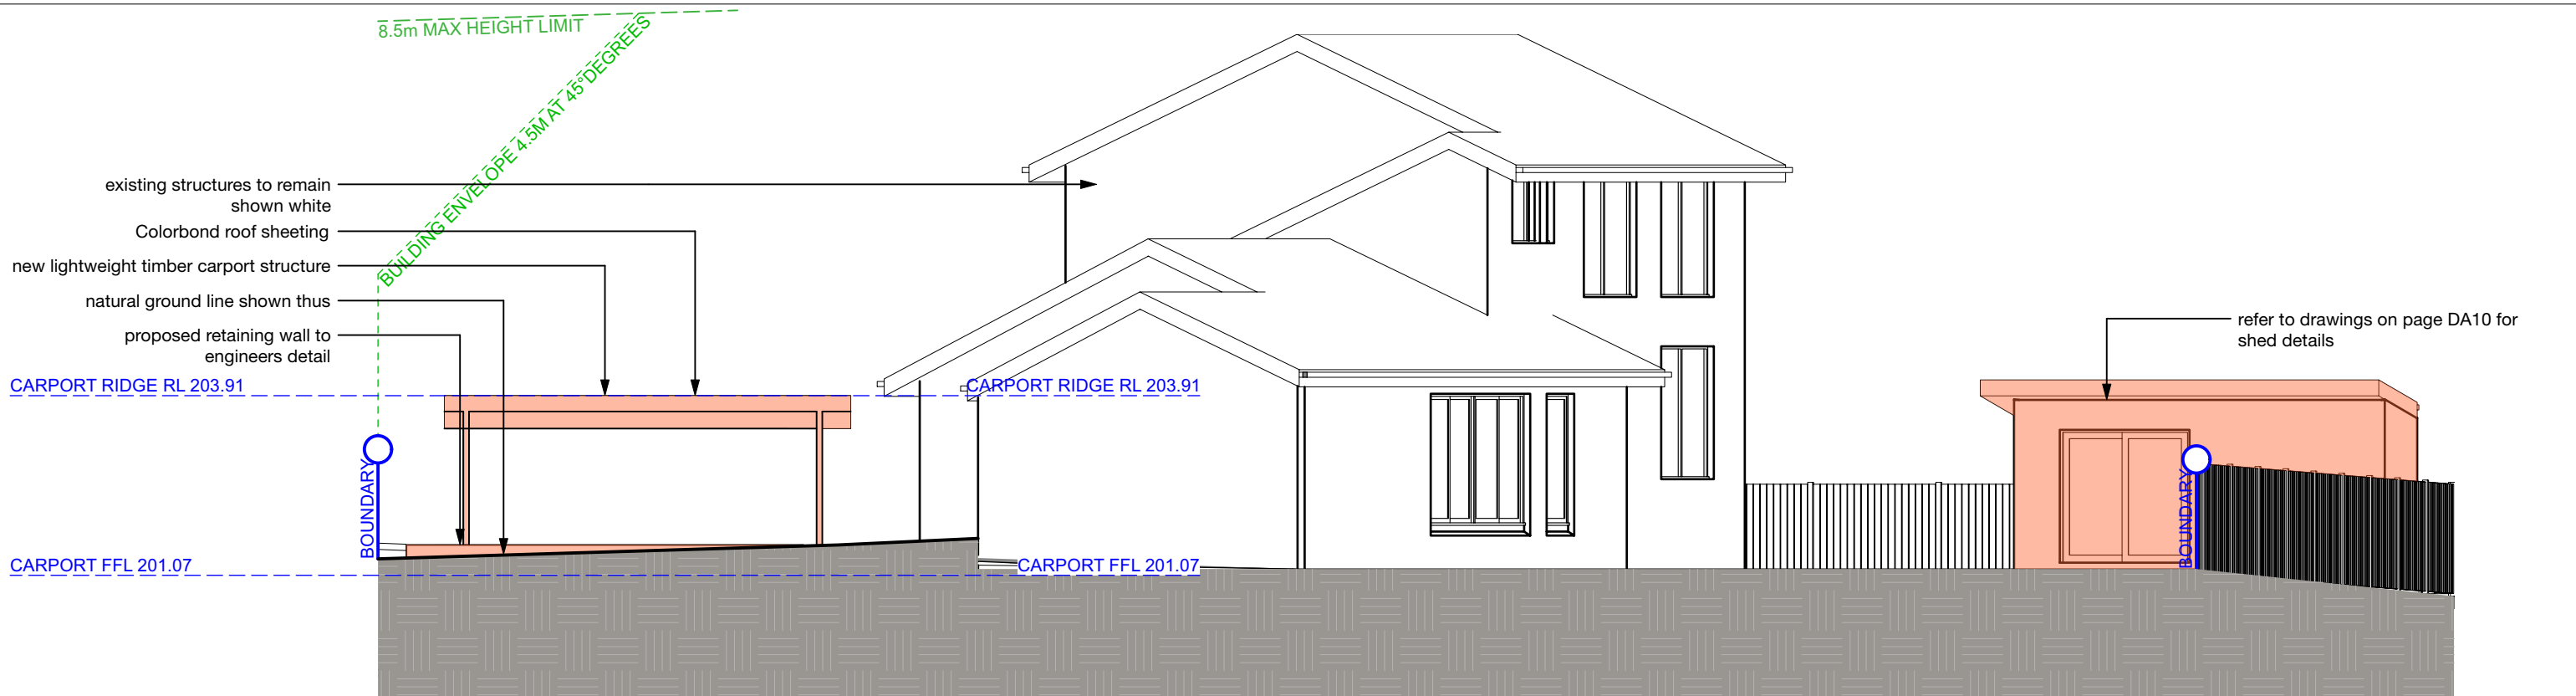 8.5m MAX HEIGHT LIMIT
BUILDING ENVELOPE 4.5M AT 45°DEGREES
existing structures to remain
shown white
Colorbond roof sheeting
new lightweight timber carport structure
natural ground line shown thus
proposed retaining wall to
engineers detail
refer to drawings on page DA10 for
shed details
CARPORT RIDGE RL 203.91
CARPORT RIDGE RL 203.91
BOUNDARY
BOUNDARY
CARPORT FFL 201.07
CARPORT FFL 201.07